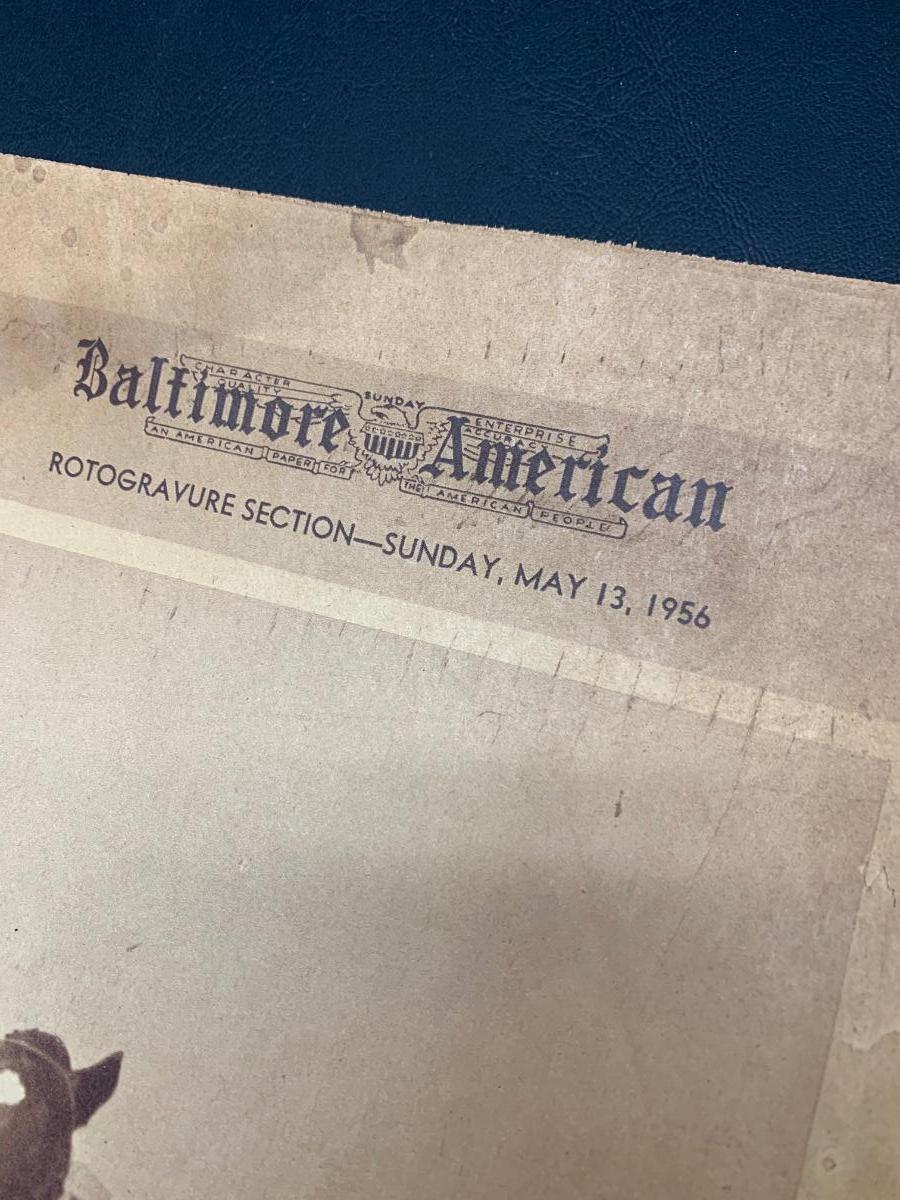 Baltimore SUNDAY American
CHARACTER QUALITY ENTERPRISE ACCURACY
AN AMERICAN PAPER FOR THE AMERICAN PEOPLE
ROTOGRAVURE SECTION—SUNDAY, MAY 13, 1956